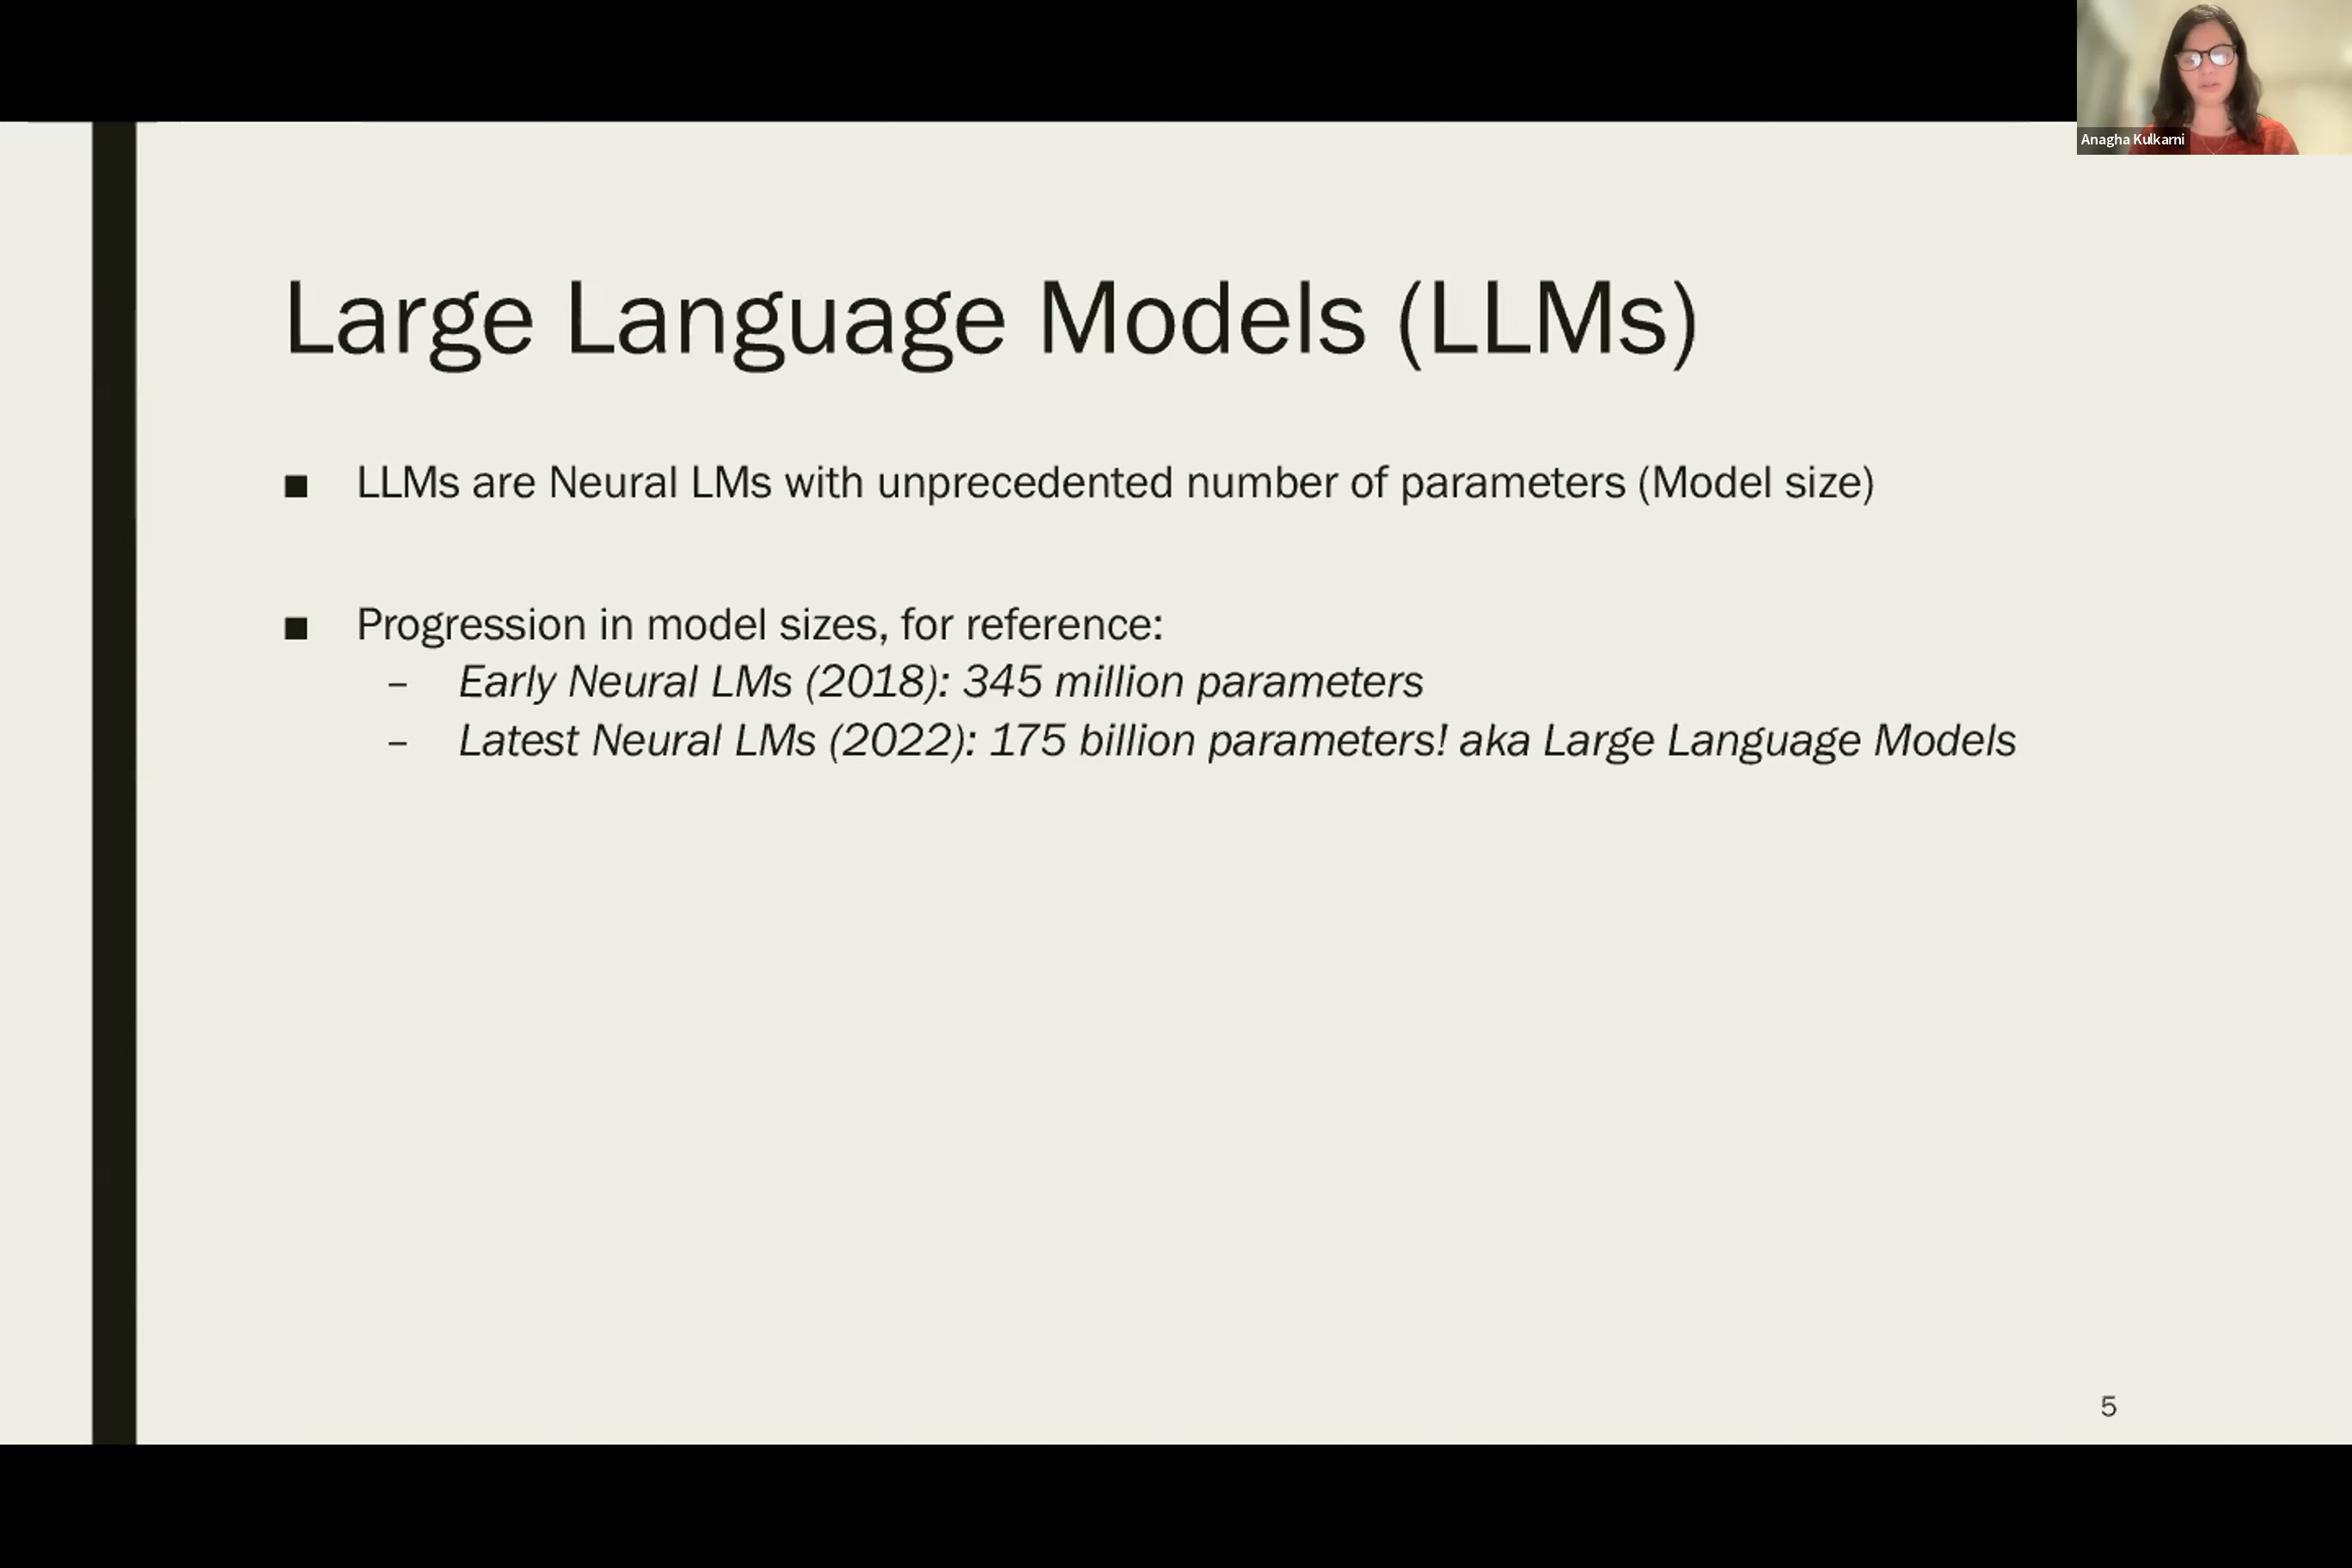 Anagha Kulkarni
Large Language Models (LLMs)
■ LLMs are Neural LMs with unprecedented number of parameters (Model size)
■ Progression in model sizes, for reference:
– Early Neural LMs (2018): 345 million parameters
– Latest Neural LMs (2022): 175 billion parameters! aka Large Language Models
5